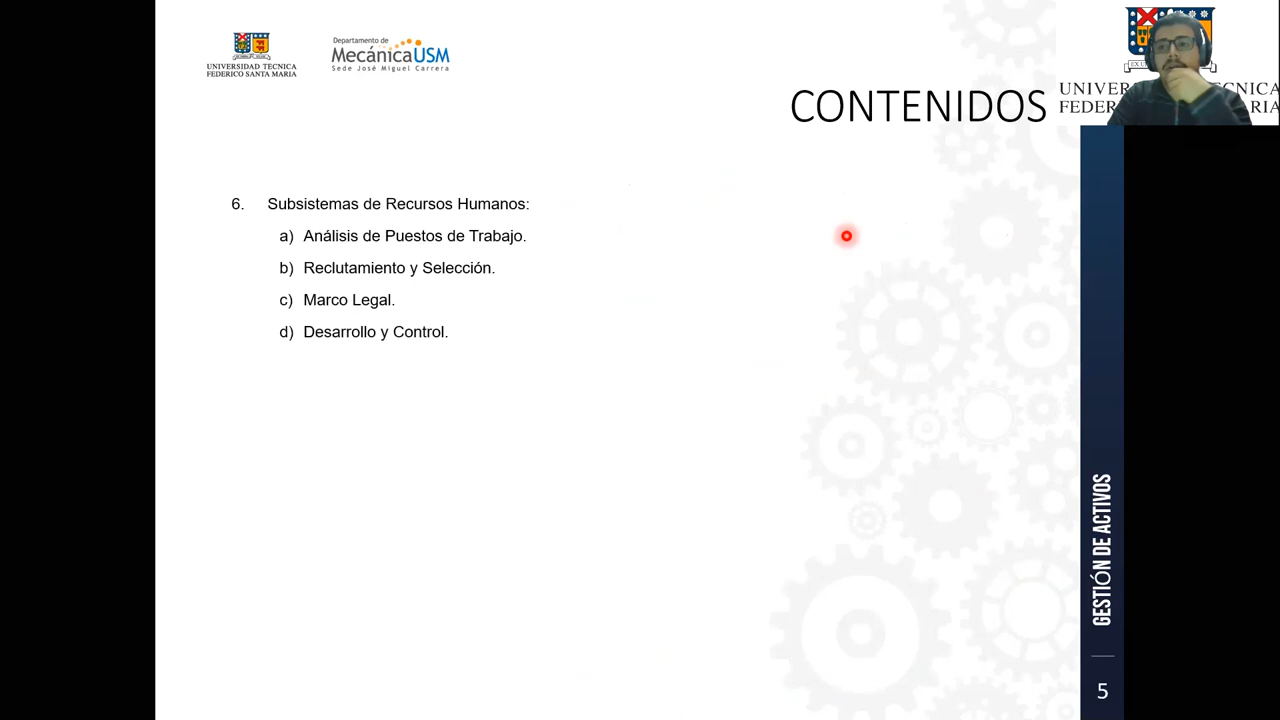 UNIVERSIDAD TECNICA
FEDERICO SANTA MARIA
Departamento de
MecánicaUSM
Sede José Miguel Carrera
CONTENIDOS
6. Subsistemas de Recursos Humanos:
a) Análisis de Puestos de Trabajo.
b) Reclutamiento y Selección.
c) Marco Legal.
d) Desarrollo y Control.
GESTIÓN DE ACTIVOS
5